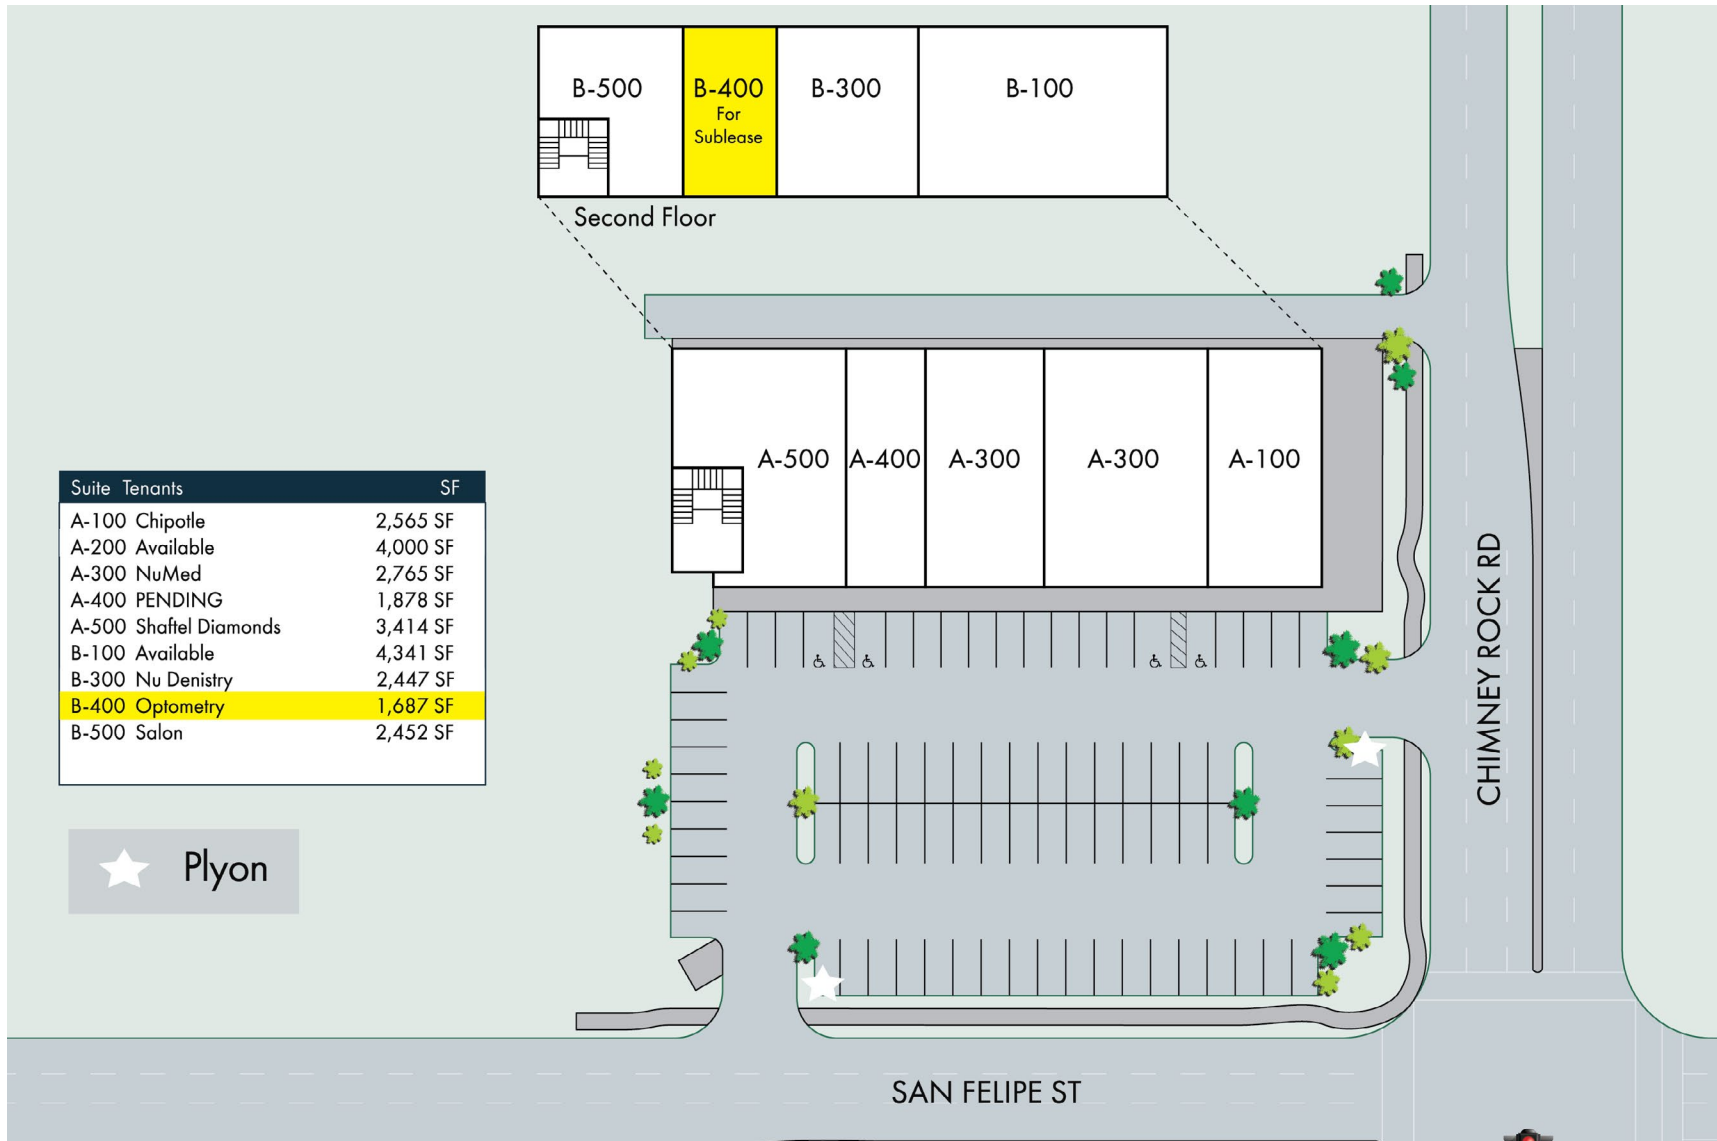 B-500
B-400
For
Sublease
B-300
B-100
Second Floor
A-500
A-400
A-300
A-300
A-100
Suite Tenants SF
A-100 Chipotle 2,565 SF
A-200 Available 4,000 SF
A-300 NuMed 2,765 SF
A-400 PENDING 1,878 SF
A-500 Shaftel Diamonds 3,414 SF
B-100 Available 4,341 SF
B-300 Nu Denistry 2,447 SF
B-400 Optometry 1,687 SF
B-500 Salon 2,452 SF
Plyon
CHIMNEY ROCK RD
SAN FELIPE ST